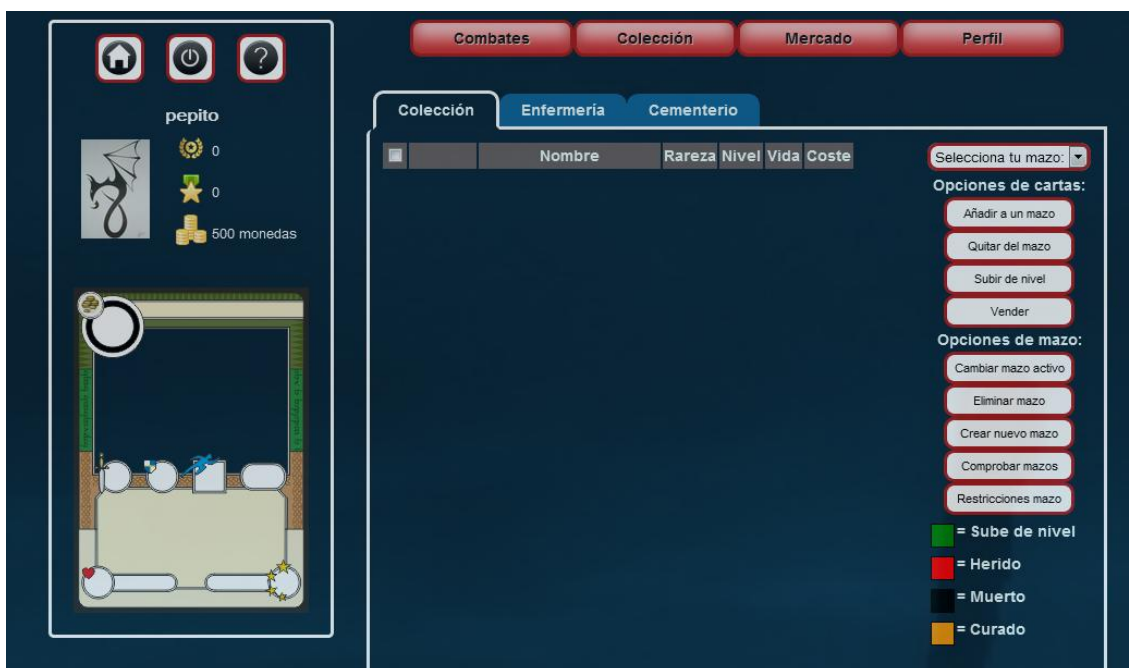 Combates Colección Mercado Perfil
pepito
0
0
500 monedas
Colección Enfermería Cementerio
Nombre Rareza Nivel Vida Coste
Selecciona tu mazo:
Opciones de cartas:
Añadir a un mazo
Quitar del mazo
Subir de nivel
Vender
Opciones de mazo:
Cambiar mazo activo
Eliminar mazo
Crear nuevo mazo
Comprobar mazos
Restricciones mazo
= Sube de nivel
= Herido
= Muerto
= Curado